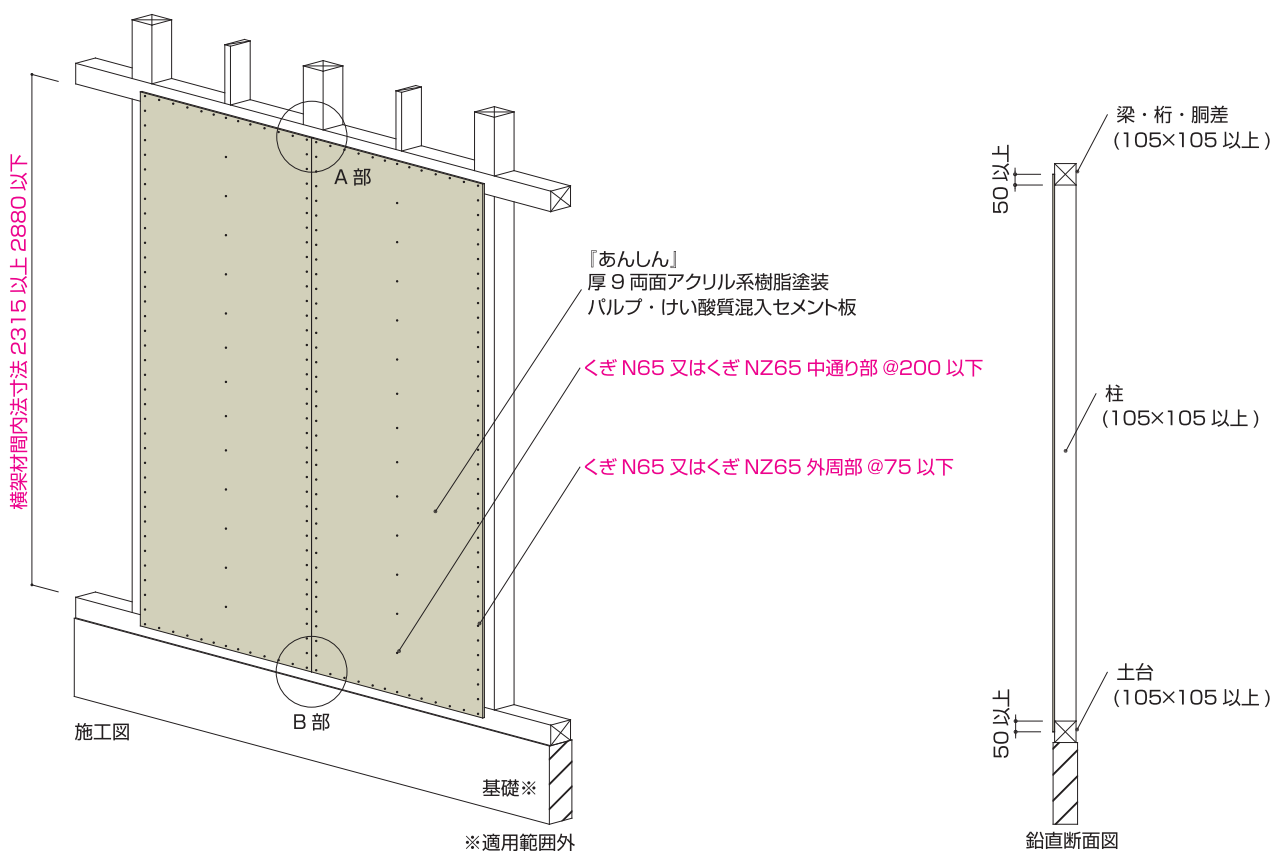 横架材間内法寸法 2315 以上 2880 以下
A 部
『あんしん』
厚 9 両面アクリル系樹脂塗装
パルプ・けい酸質混入セメント板
くぎ N65 又はくぎ NZ65 中通り部 @200 以下
くぎ N65 又はくぎ NZ65 外周部 @75 以下
B 部
施工図
基礎※
※適用範囲外
梁・桁・胴差
(105×105 以上)
50 以上
柱
(105×105 以上)
土台
(105×105 以上)
50 以上
鉛直断面図